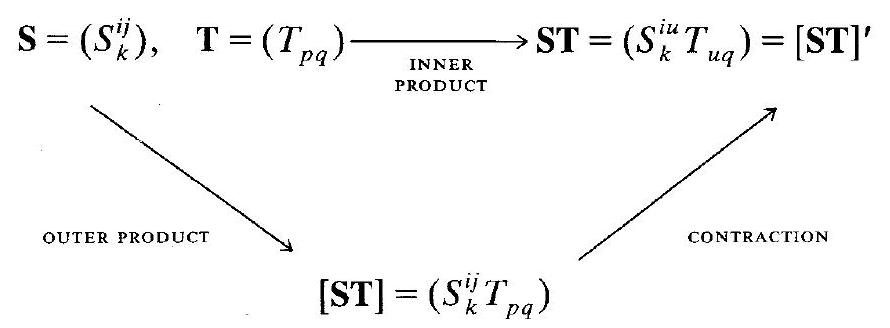 S = (S^{ij}_k), T = (T_{pq}) ST = (S^{iu}_k T_{uq}) = [ST]′
INNER
PRODUCT
OUTER PRODUCT
CONTRACTION
[ST] = (S^{ij}_k T_{pq})